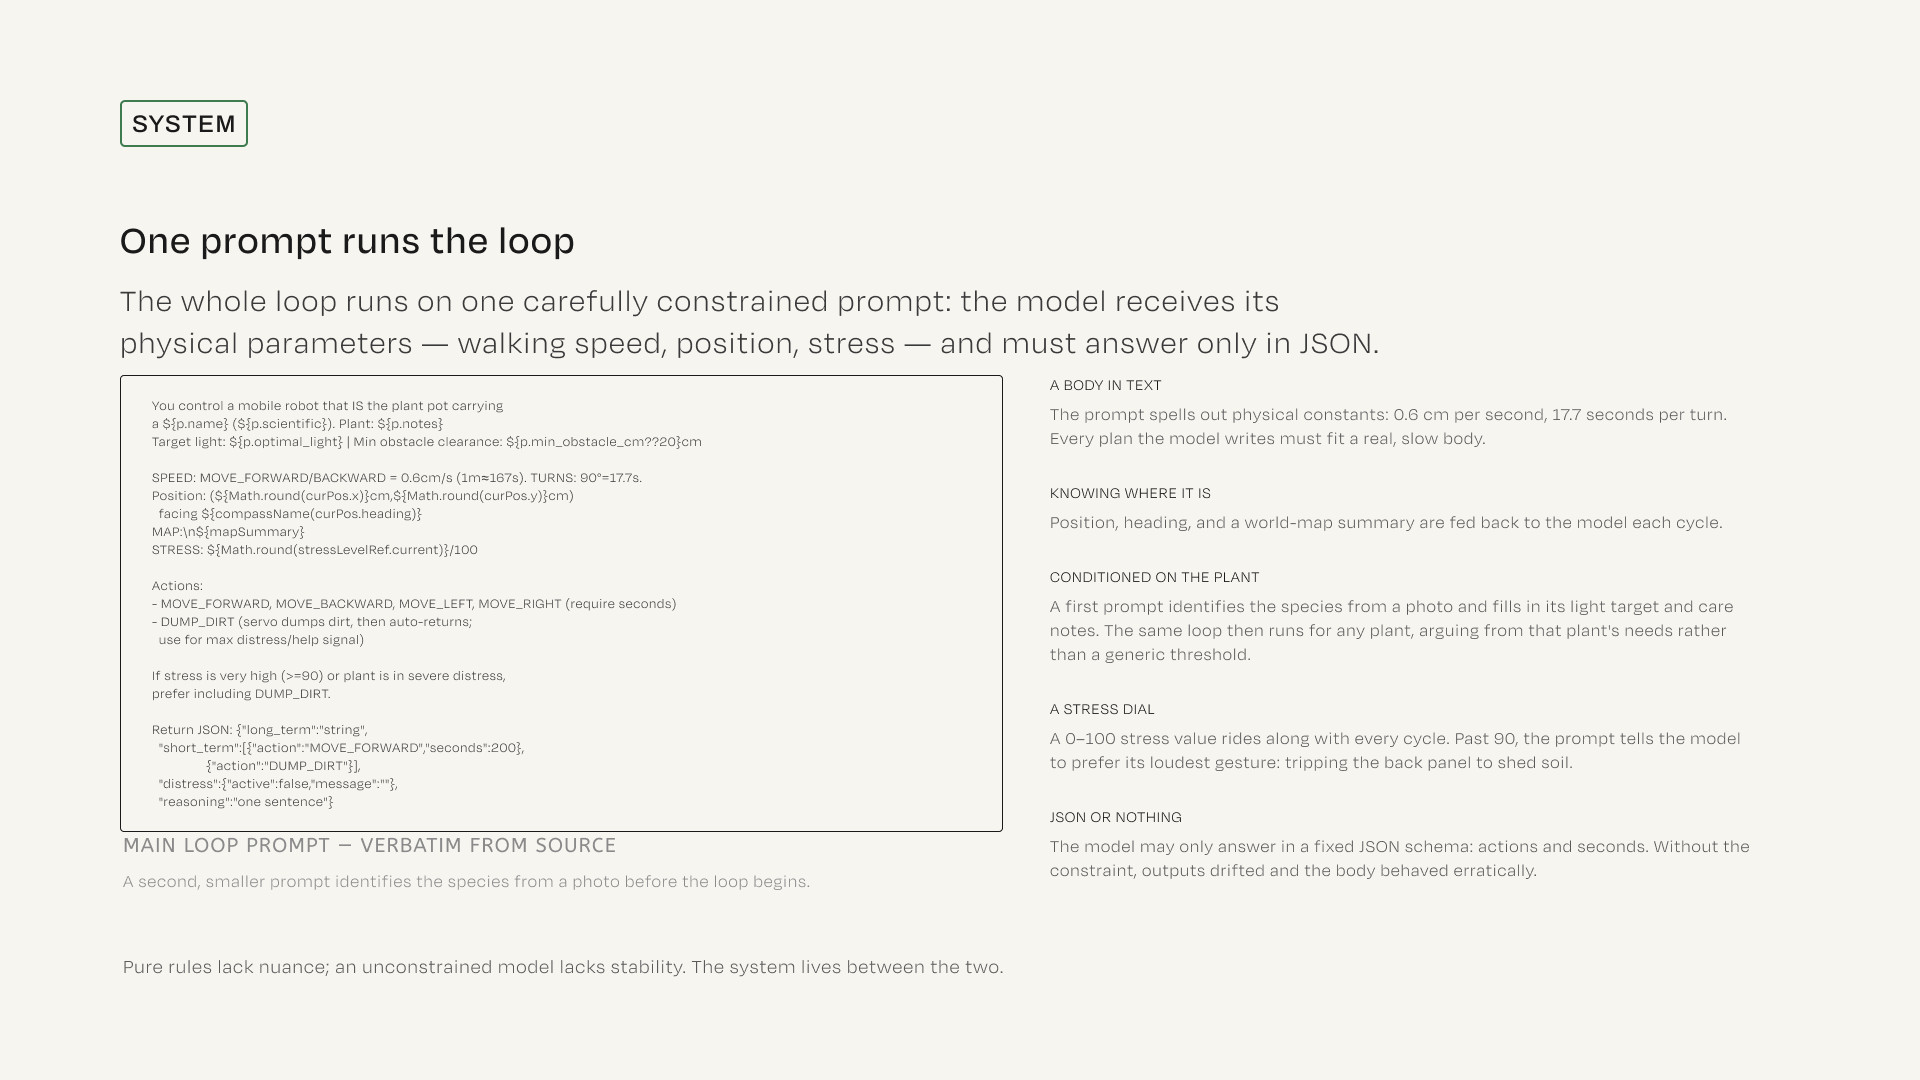 SYSTEM
One prompt runs the loop
The whole loop runs on one carefully constrained prompt: the model receives its
physical parameters — walking speed, position, stress — and must answer only in JSON.
You control a mobile robot that IS the plant pot carrying
a ${p.name} (${p.scientific}). Plant: ${p.notes}
Target light: ${p.optimal_light} | Min obstacle clearance: ${p.min_obstacle_cm??20}cm
SPEED: MOVE_FORWARD/BACKWARD = 0.6cm/s (1m≈167s). TURNS: 90°=17.7s.
Position: (${Math.round(curPos.x)}cm,${Math.round(curPos.y)}cm)
facing ${compassName(curPos.heading)}
MAP:\n${mapSummary}
STRESS: ${Math.round(stressLevelRef.current)}/100
Actions:
- MOVE_FORWARD, MOVE_BACKWARD, MOVE_LEFT, MOVE_RIGHT (require seconds)
- DUMP_DIRT (servo dumps dirt, then auto-returns;
use for max distress/help signal)
If stress is very high (>=90) or plant is in severe distress,
prefer including DUMP_DIRT.
Return JSON: {"long_term":"string",
"short_term":[{"action":"MOVE_FORWARD","seconds":200},
{"action":"DUMP_DIRT"}],
"distress":{"active":false,"message":""},
"reasoning":"one sentence"}
MAIN LOOP PROMPT — VERBATIM FROM SOURCE
A second, smaller prompt identifies the species from a photo before the loop begins.
A BODY IN TEXT
The prompt spells out physical constants: 0.6 cm per second, 17.7 seconds per turn.
Every plan the model writes must fit a real, slow body.
KNOWING WHERE IT IS
Position, heading, and a world-map summary are fed back to the model each cycle.
CONDITIONED ON THE PLANT
A first prompt identifies the species from a photo and fills in its light target and care
notes. The same loop then runs for any plant, arguing from that plant's needs rather
than a generic threshold.
A STRESS DIAL
A 0–100 stress value rides along with every cycle. Past 90, the prompt tells the model
to prefer its loudest gesture: tripping the back panel to shed soil.
JSON OR NOTHING
The model may only answer in a fixed JSON schema: actions and seconds. Without the
constraint, outputs drifted and the body behaved erratically.
Pure rules lack nuance; an unconstrained model lacks stability. The system lives between the two.